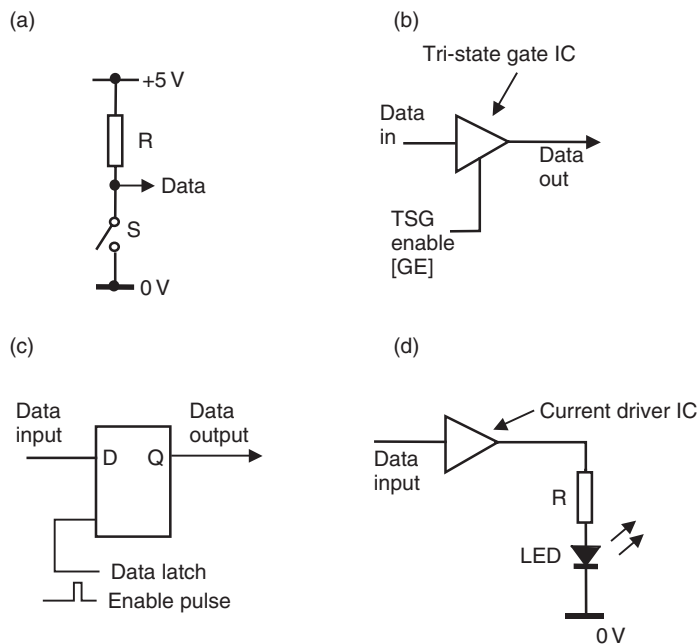 (a)
+5 V
R
Data
S
0 V
(b)
Tri-state gate IC
Data
in
Data
out
TSG
enable
[GE]
(c)
Data
input
Data
output
D
Q
Data latch
Enable pulse
(d)
Current driver IC
Data
input
R
LED
0 V